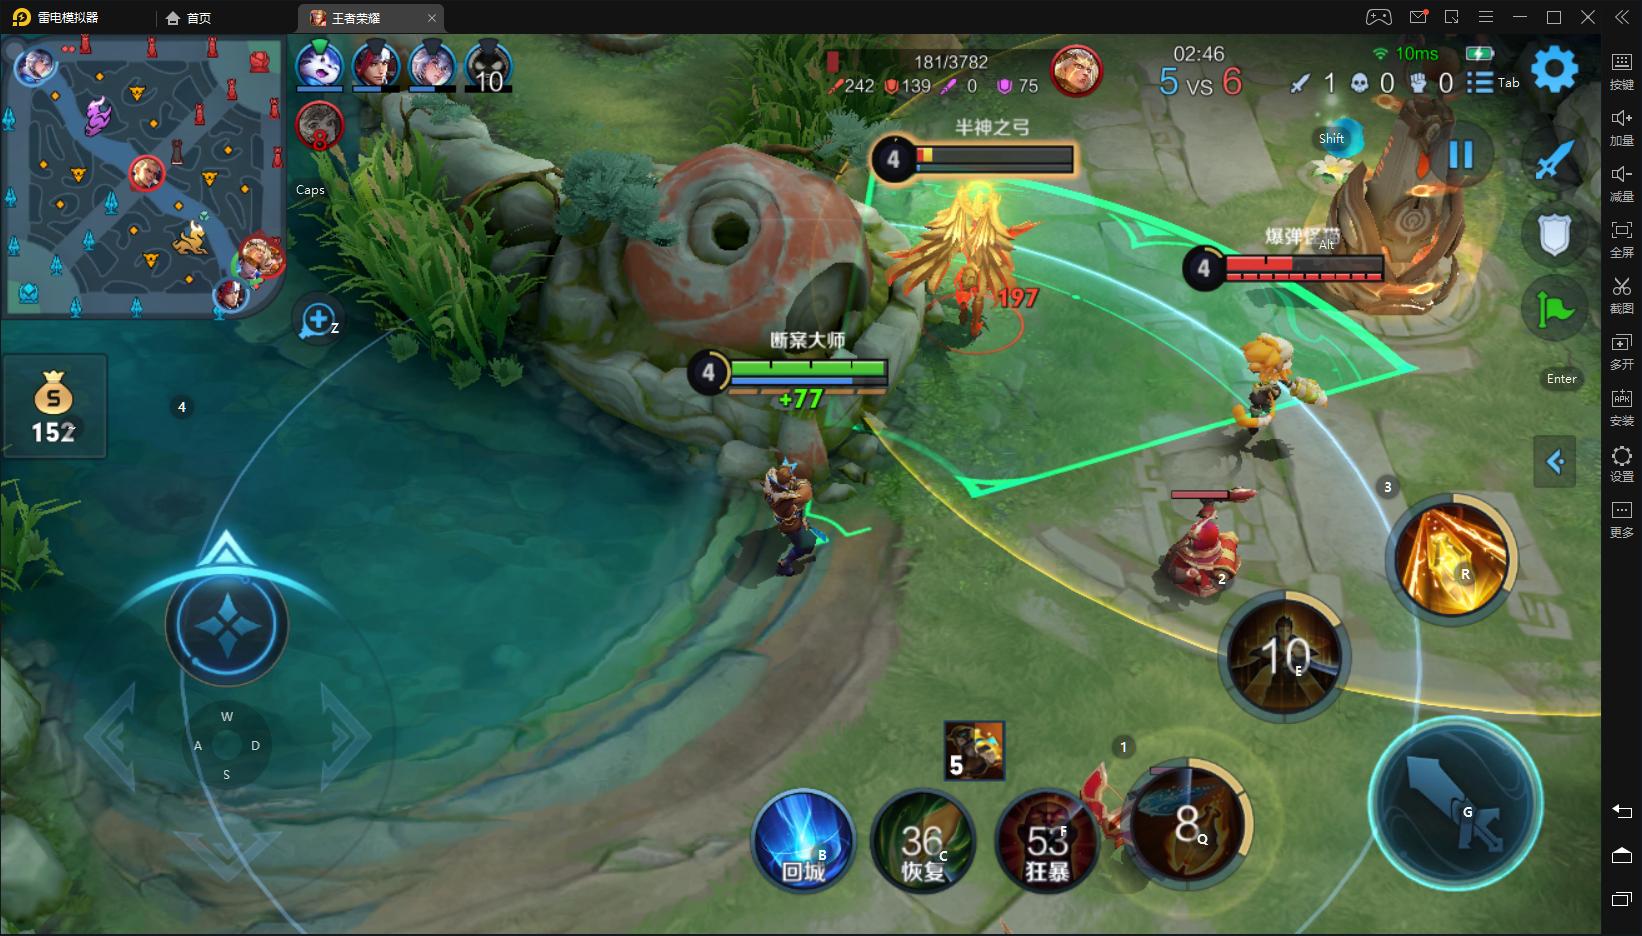 雷电模拟器
首页
王者荣耀
10
8
Caps
Z
181/3782
242
139
0
75
02:46
5 vs 6
10ms
1
0
0
Tab
Shift
半神之弓
4
197
爆弹怪猫
Alt
4
断案大师
4
+77
152
4
Enter
3
R
2
10
E
W
A
D
S
5
1
B
回城
36
C
恢复
53
F
狂暴
8
Q
G
按键
加量
减量
全屏
截图
多开
APK
安装
设置
更多